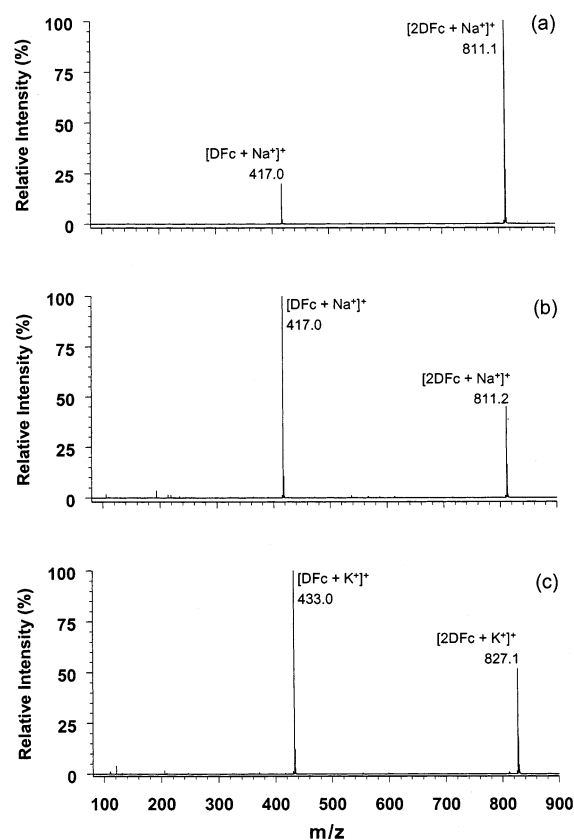 (a)
Relative Intensity (%)
100
75
50
25
0
[2DFc + Na⁺]⁺
811.1
[DFc + Na⁺]⁺
417.0
(b)
Relative Intensity (%)
100
75
50
25
0
[DFc + Na⁺]⁺
417.0
[2DFc + Na⁺]⁺
811.2
(c)
Relative Intensity (%)
100
75
50
25
0
[DFc + K⁺]⁺
433.0
[2DFc + K⁺]⁺
827.1
100 200 300 400 500 600 700 800 900
m/z